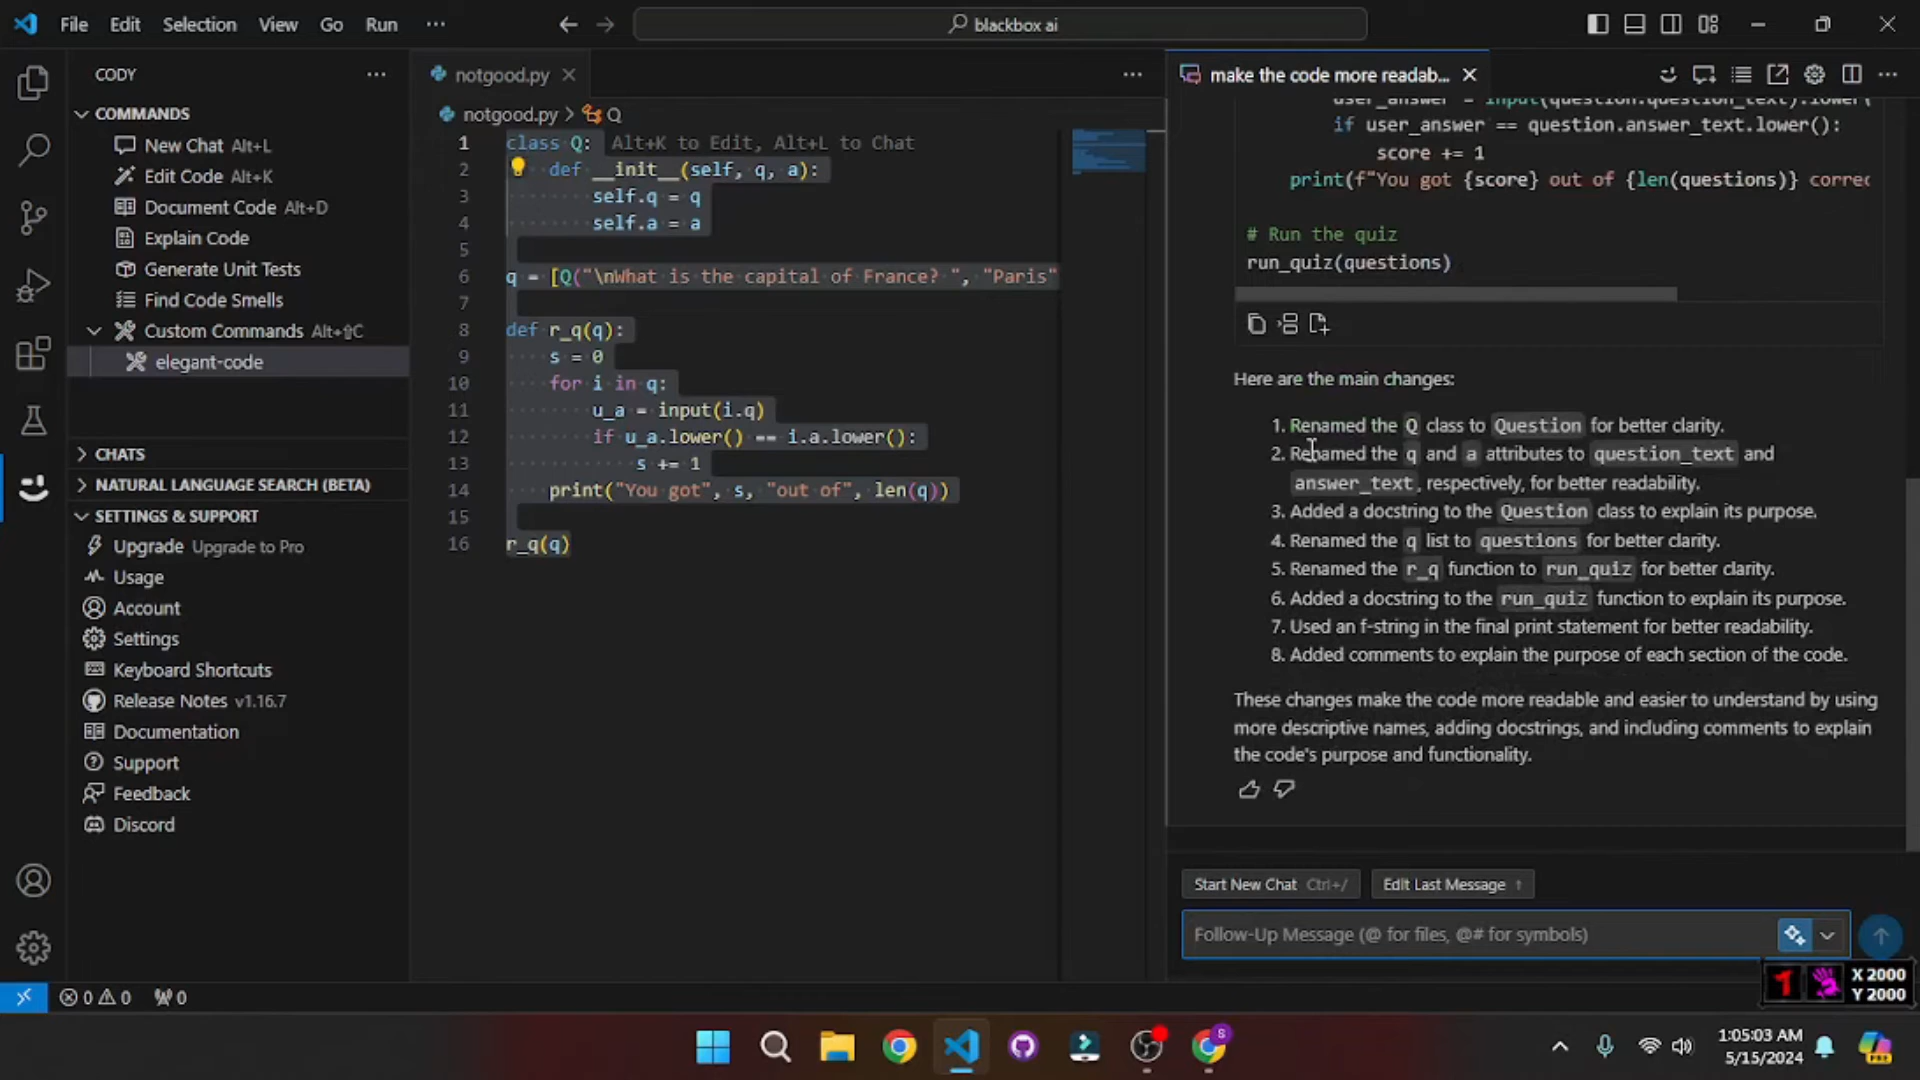 File Edit Selection View Go Run ··· blackbox ai
CODY
COMMANDS
New Chat Alt+L
Edit Code Alt+K
Document Code Alt+D
Explain Code
Generate Unit Tests
Find Code Smells
Custom Commands Alt+⇧C
elegant-code
CHATS
NATURAL LANGUAGE SEARCH (BETA)
SETTINGS & SUPPORT
Upgrade Upgrade to Pro
Usage
Account
Settings
Keyboard Shortcuts
Release Notes v1.16.7
Documentation
Support
Feedback
Discord
notgood.py
notgood.py > Q
1 class Q: Alt+K to Edit, Alt+L to Chat
2 def __init__(self, q, a):
3 self.q = q
4 self.a = a
5
6 q = [Q("\nWhat is the capital of France? ", "Paris"
7
8 def r_q(q):
9 s = 0
10 for i in q:
11 u_a = input(i.q)
12 if u_a.lower() == i.a.lower():
13 s += 1
14 print("You got", s, "out of", len(q))
15
16 r_q(q)
make the code more readab...
user_answer = input(question.question_text).lower(
if user_answer == question.answer_text.lower():
score += 1
print(f"You got {score} out of {len(questions)} correc
# Run the quiz
run_quiz(questions)
Here are the main changes:
1. Renamed the Q class to Question for better clarity.
2. Renamed the q and a attributes to question_text and
answer_text, respectively, for better readability.
3. Added a docstring to the Question class to explain its purpose.
4. Renamed the q list to questions for better clarity.
5. Renamed the r_q function to run_quiz for better clarity.
6. Added a docstring to the run_quiz function to explain its purpose.
7. Used an f-string in the final print statement for better readability.
8. Added comments to explain the purpose of each section of the code.
These changes make the code more readable and easier to understand by using
more descriptive names, adding docstrings, and including comments to explain
the code's purpose and functionality.
Start New Chat Ctrl+/ Edit Last Message ↑
Follow-Up Message (@ for files, @# for symbols)
X 2000
Y 2000
0 0 0
S
1:05:03 AM
5/15/2024